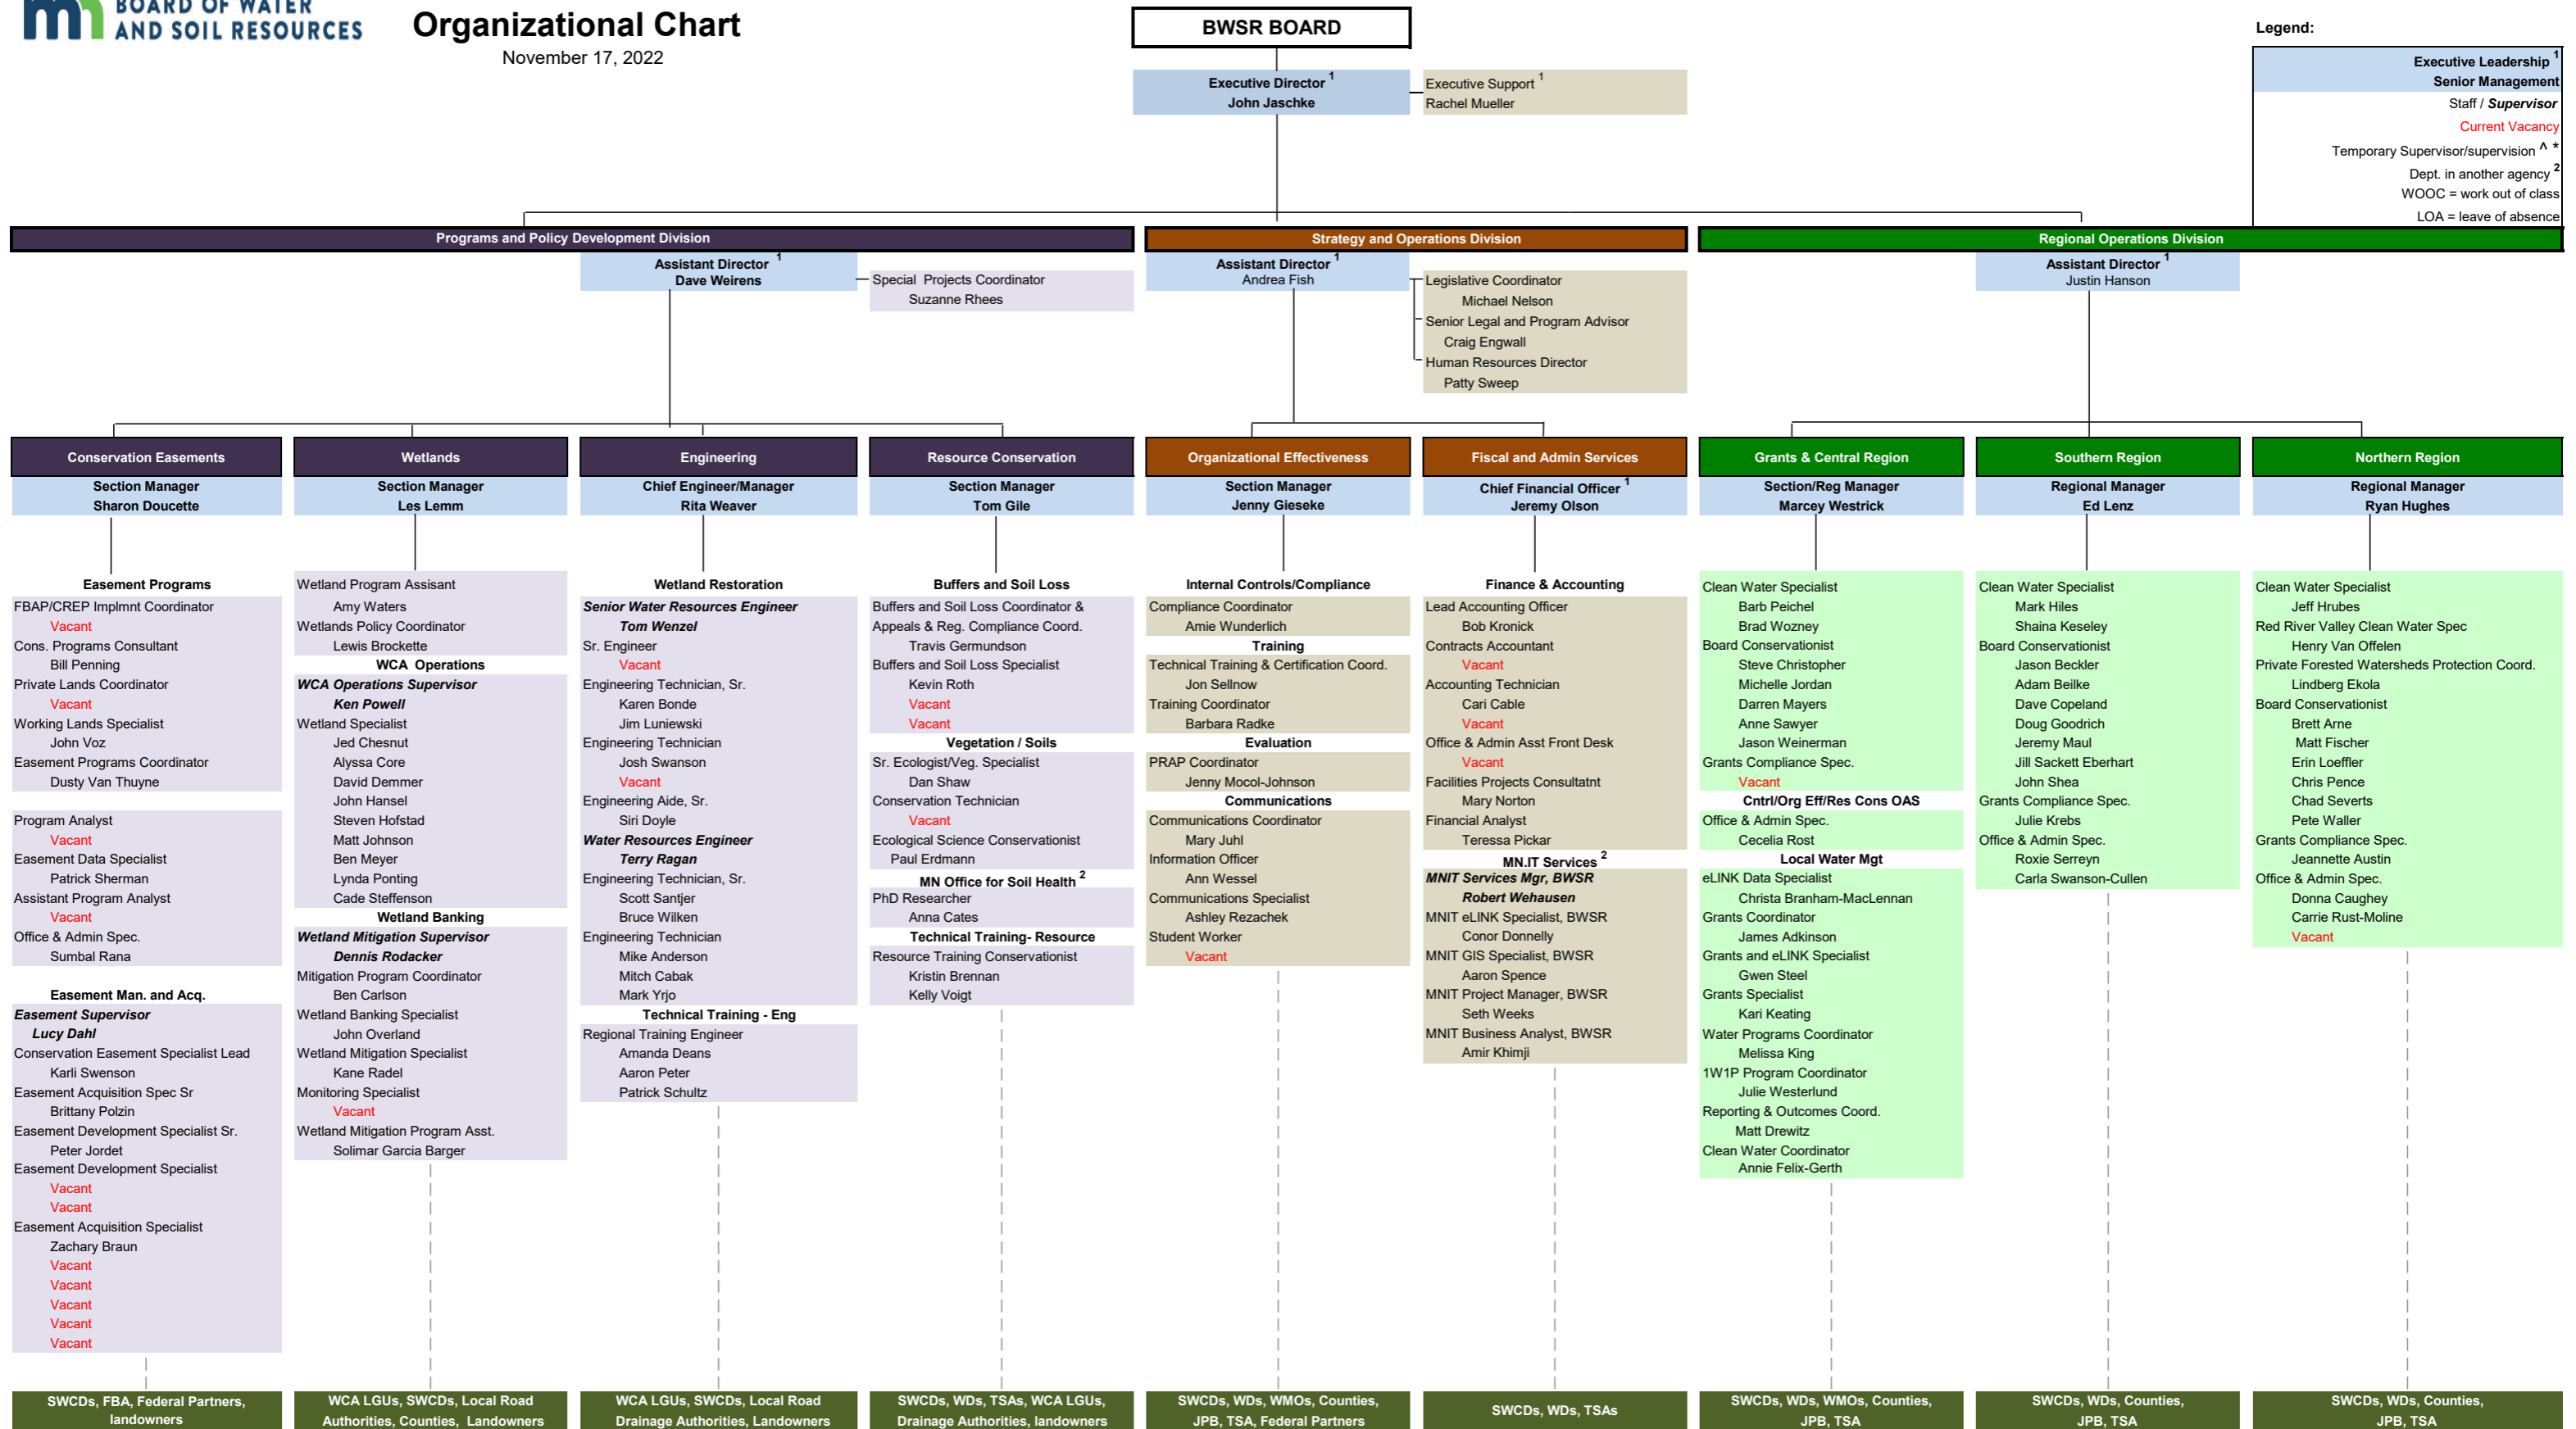 BOARD OF WATER
AND SOIL RESOURCES
Organizational Chart
November 17, 2022
BWSR BOARD
Executive Director 1
John Jaschke
Executive Support 1
Rachel Mueller
Legend:
Executive Leadership 1
Senior Management
Staff / Supervisor
Current Vacancy
Temporary Supervisor/supervision ^ *
Dept. in another agency 2
WOOC = work out of class
LOA = leave of absence
Programs and Policy Development Division
Assistant Director 1
Dave Weirens
Special Projects Coordinator
Suzanne Rhees
Strategy and Operations Division
Assistant Director 1
Andrea Fish
Legislative Coordinator
Michael Nelson
Senior Legal and Program Advisor
Craig Engwall
Human Resources Director
Patty Sweep
Regional Operations Division
Assistant Director 1
Justin Hanson
Conservation Easements
Section Manager
Sharon Doucette
Easement Programs
FBAP/CREP Implmnt Coordinator
Vacant
Cons. Programs Consultant
Bill Penning
Private Lands Coordinator
Vacant
Working Lands Specialist
John Voz
Easement Programs Coordinator
Dusty Van Thuyne
Program Analyst
Vacant
Easement Data Specialist
Patrick Sherman
Assistant Program Analyst
Vacant
Office & Admin Spec.
Sumbal Rana
Easement Man. and Acq.
Easement Supervisor
Lucy Dahl
Conservation Easement Specialist Lead
Karli Swenson
Easement Acquisition Spec Sr
Brittany Polzin
Easement Development Specialist Sr.
Peter Jordet
Easement Development Specialist
Vacant
Vacant
Easement Acquisition Specialist
Zachary Braun
Vacant
Vacant
Vacant
Vacant
Vacant
SWCDs, FBA, Federal Partners,
landowners
Wetlands
Section Manager
Les Lemm
Wetland Program Assisant
Amy Waters
Wetlands Policy Coordinator
Lewis Brockette
WCA Operations
WCA Operations Supervisor
Ken Powell
Wetland Specialist
Jed Chesnut
Alyssa Core
David Demmer
John Hansel
Steven Hofstad
Matt Johnson
Ben Meyer
Lynda Ponting
Cade Steffenson
Wetland Banking
Wetland Mitigation Supervisor
Dennis Rodacker
Mitigation Program Coordinator
Ben Carlson
Wetland Banking Specialist
John Overland
Wetland Mitigation Specialist
Kane Radel
Monitoring Specialist
Vacant
Wetland Mitigation Program Asst.
Solimar Garcia Barger
WCA LGUs, SWCDs, Local Road
Authorities, Counties, Landowners
Engineering
Chief Engineer/Manager
Rita Weaver
Wetland Restoration
Senior Water Resources Engineer
Tom Wenzel
Sr. Engineer
Vacant
Engineering Technician, Sr.
Karen Bonde
Jim Luniewski
Engineering Technician
Josh Swanson
Vacant
Engineering Aide, Sr.
Siri Doyle
Water Resources Engineer
Terry Ragan
Engineering Technician, Sr.
Scott Santjer
Bruce Wilken
Engineering Technician
Mike Anderson
Mitch Cabak
Mark Yrjo
Technical Training - Eng
Regional Training Engineer
Amanda Deans
Aaron Peter
Patrick Schultz
WCA LGUs, SWCDs, Local Road
Drainage Authorities, Landowners
Resource Conservation
Section Manager
Tom Gile
Buffers and Soil Loss
Buffers and Soil Loss Coordinator &
Appeals & Reg. Compliance Coord.
Travis Germundson
Buffers and Soil Loss Specialist
Kevin Roth
Vacant
Vacant
Vegetation / Soils
Sr. Ecologist/Veg. Specialist
Dan Shaw
Conservation Technician
Vacant
Ecological Science Conservationist
Paul Erdmann
MN Office for Soil Health 2
PhD Researcher
Anna Cates
Technical Training- Resource
Resource Training Conservationist
Kristin Brennan
Kelly Voigt
SWCDs, WDs, TSAs, WCA LGUs,
Drainage Authorities, landowners
Organizational Effectiveness
Section Manager
Jenny Gieseke
Internal Controls/Compliance
Compliance Coordinator
Amie Wunderlich
Training
Technical Training & Certification Coord.
Jon Sellnow
Training Coordinator
Barbara Radke
Evaluation
PRAP Coordinator
Jenny Mocol-Johnson
Communications
Communications Coordinator
Mary Juhl
Information Officer
Ann Wessel
Communications Specialist
Ashley Rezachek
Student Worker
Vacant
SWCDs, WDs, WMOs, Counties,
JPB, TSA, Federal Partners
Fiscal and Admin Services
Chief Financial Officer 1
Jeremy Olson
Finance & Accounting
Lead Accounting Officer
Bob Kronick
Contracts Accountant
Vacant
Accounting Technician
Cari Cable
Vacant
Office & Admin Asst Front Desk
Vacant
Facilities Projects Consultatnt
Mary Norton
Financial Analyst
Teressa Pickar
MN.IT Services 2
MNIT Services Mgr, BWSR
Robert Wehausen
MNIT eLINK Specialist, BWSR
Conor Donnelly
MNIT GIS Specialist, BWSR
Aaron Spence
MNIT Project Manager, BWSR
Seth Weeks
MNIT Business Analyst, BWSR
Amir Khimji
SWCDs, WDs, TSAs
Grants & Central Region
Section/Reg Manager
Marcey Westrick
Clean Water Specialist
Barb Peichel
Brad Wozney
Board Conservationist
Steve Christopher
Michelle Jordan
Darren Mayers
Anne Sawyer
Jason Weinerman
Grants Compliance Spec.
Vacant
Cntrl/Org Eff/Res Cons OAS
Office & Admin Spec.
Cecelia Rost
Local Water Mgt
eLINK Data Specialist
Christa Branham-MacLennan
Grants Coordinator
James Adkinson
Grants and eLINK Specialist
Gwen Steel
Grants Specialist
Kari Keating
Water Programs Coordinator
Melissa King
1W1P Program Coordinator
Julie Westerlund
Reporting & Outcomes Coord.
Matt Drewitz
Clean Water Coordinator
Annie Felix-Gerth
SWCDs, WDs, WMOs, Counties,
JPB, TSA
Southern Region
Regional Manager
Ed Lenz
Clean Water Specialist
Mark Hiles
Shaina Keseley
Board Conservationist
Jason Beckler
Adam Beilke
Dave Copeland
Doug Goodrich
Jeremy Maul
Jill Sackett Eberhart
John Shea
Grants Compliance Spec.
Julie Krebs
Office & Admin Spec.
Roxie Serreyn
Carla Swanson-Cullen
SWCDs, WDs, Counties,
JPB, TSA
Northern Region
Regional Manager
Ryan Hughes
Clean Water Specialist
Jeff Hrubes
Red River Valley Clean Water Spec
Henry Van Offelen
Private Forested Watersheds Protection Coord.
Lindberg Ekola
Board Conservationist
Brett Arne
Matt Fischer
Erin Loeffler
Chris Pence
Chad Severts
Pete Waller
Grants Compliance Spec.
Jeannette Austin
Office & Admin Spec.
Donna Caughey
Carrie Rust-Moline
Vacant
SWCDs, WDs, Counties,
JPB, TSA